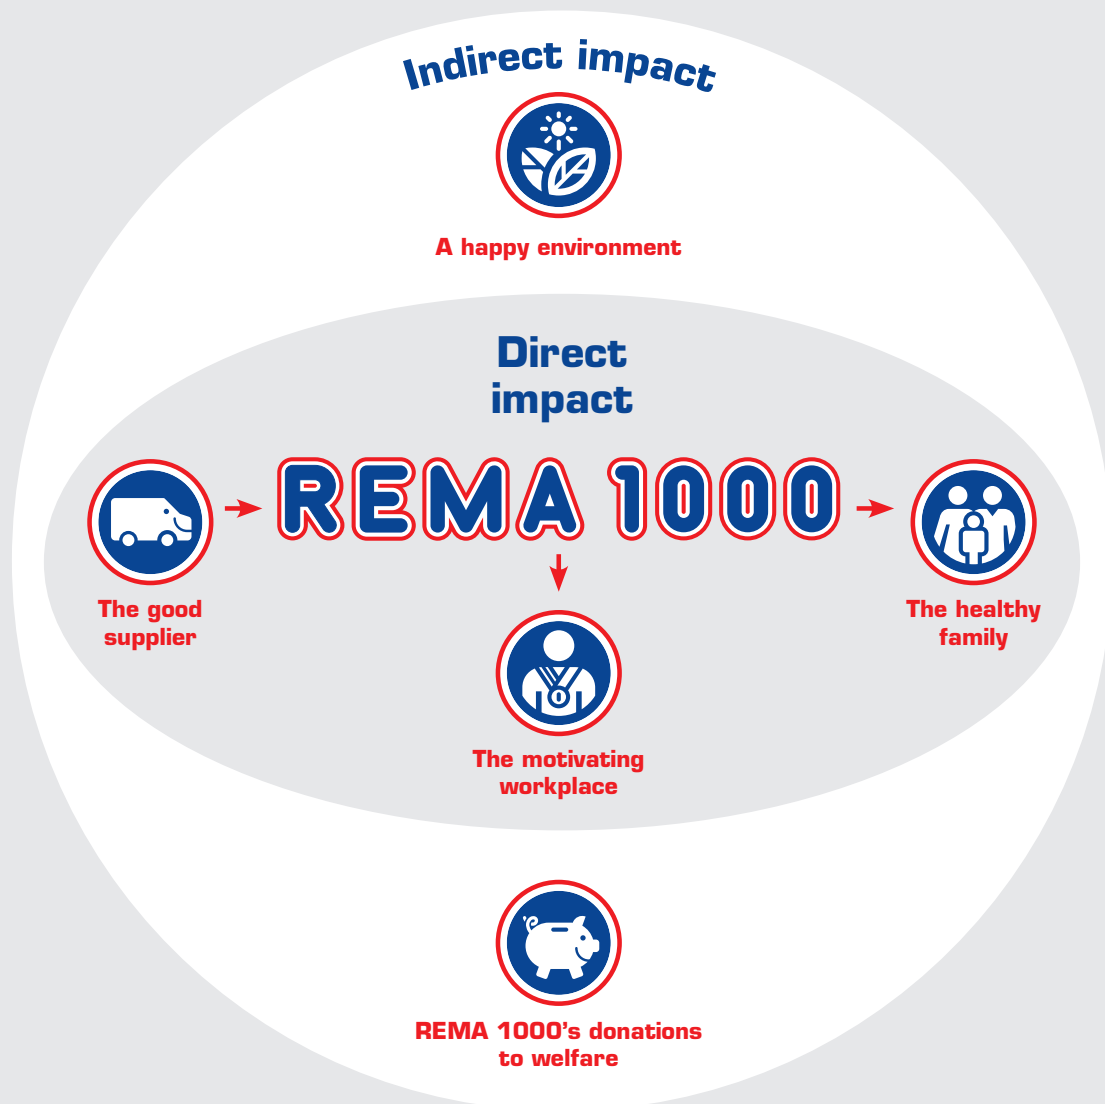 Indirect impact
A happy environment
Direct
impact
REMA 1000
The good
supplier
The healthy
family
The motivating
workplace
REMA 1000’s donations
to welfare